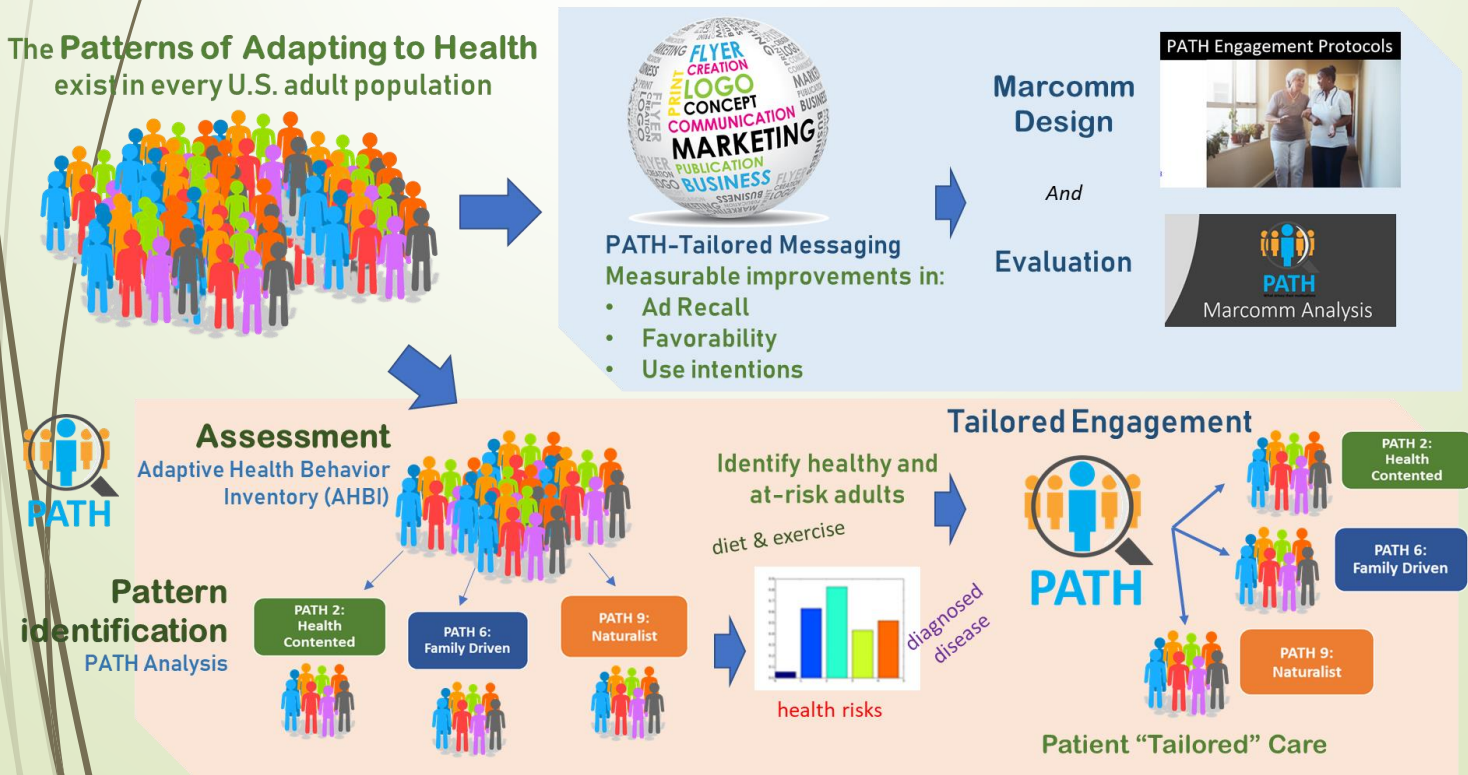 The Patterns of Adapting to Health
exist in every U.S. adult population
FLYER
CREATION
PRINT
LOGO
CONCEPT
COMMUNICATION
MARKETING
PUBLICATION
BUSINESS
PATH-Tailored Messaging
Measurable improvements in:
• Ad Recall
• Favorability
• Use intentions
Marcomm
Design
And
Evaluation
PATH Engagement Protocols
PATH
Marcomm Analysis
PATH
Assessment
Adaptive Health Behavior
Inventory (AHBI)
Pattern
identification
PATH Analysis
PATH 2:
Health
Contented
PATH 6:
Family Driven
PATH 9:
Naturalist
Identify healthy and
at-risk adults
diet & exercise
diagnosed
disease
health risks
Tailored Engagement
PATH
PATH 2:
Health
Contented
PATH 6:
Family Driven
PATH 9:
Naturalist
Patient “Tailored” Care